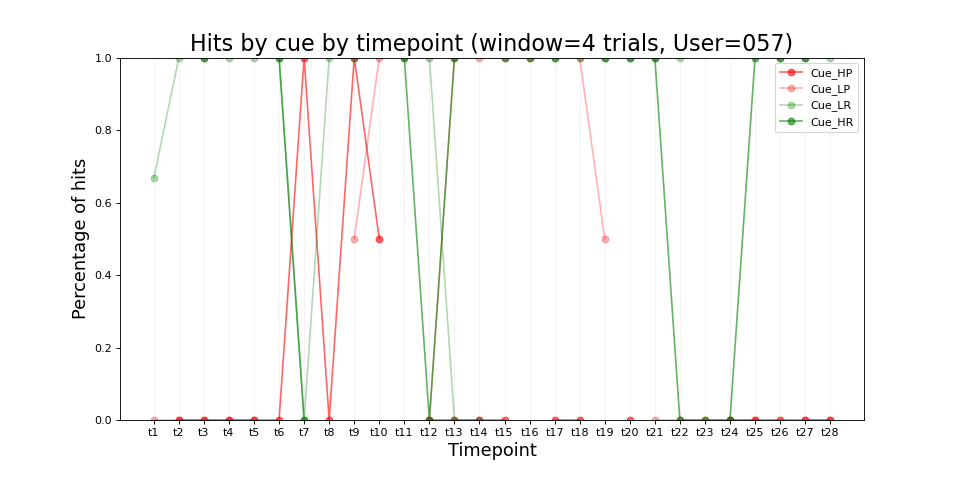 Hits by cue by timepoint (window=4 trials, User=057)
Percentage of hits
1.0
0.8
0.6
0.4
0.2
0.0
Cue_HP
Cue_LP
Cue_LR
Cue_HR
t1 t2 t3 t4 t5 t6 t7 t8 t9 t10 t11 t12 t13 t14 t15 t16 t17 t18 t19 t20 t21 t22 t23 t24 t25 t26 t27 t28
Timepoint